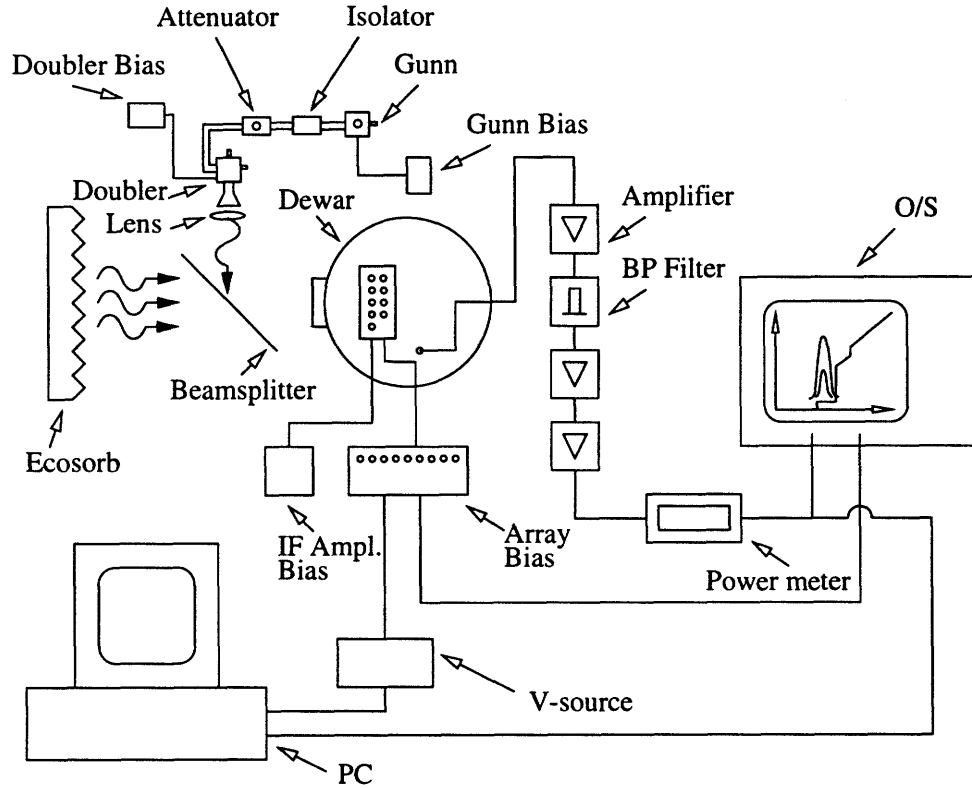 Attenuator
Isolator
Doubler Bias
Gunn
Gunn Bias
Doubler
Lens
Dewar
Amplifier
O/S
BP Filter
Beamsplitter
Ecosorb
IF Ampl.
Bias
Array
Bias
Power meter
V-source
PC